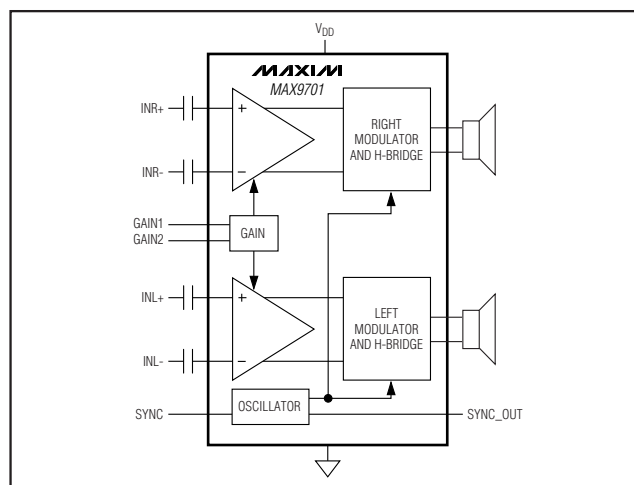 VDD
MAXIM
MAX9701
INR+
+
RIGHT
MODULATOR
AND H-BRIDGE
INR-
−
GAIN1
GAIN2
GAIN
INL+
+
LEFT
MODULATOR
AND H-BRIDGE
INL-
−
SYNC
OSCILLATOR
SYNC_OUT